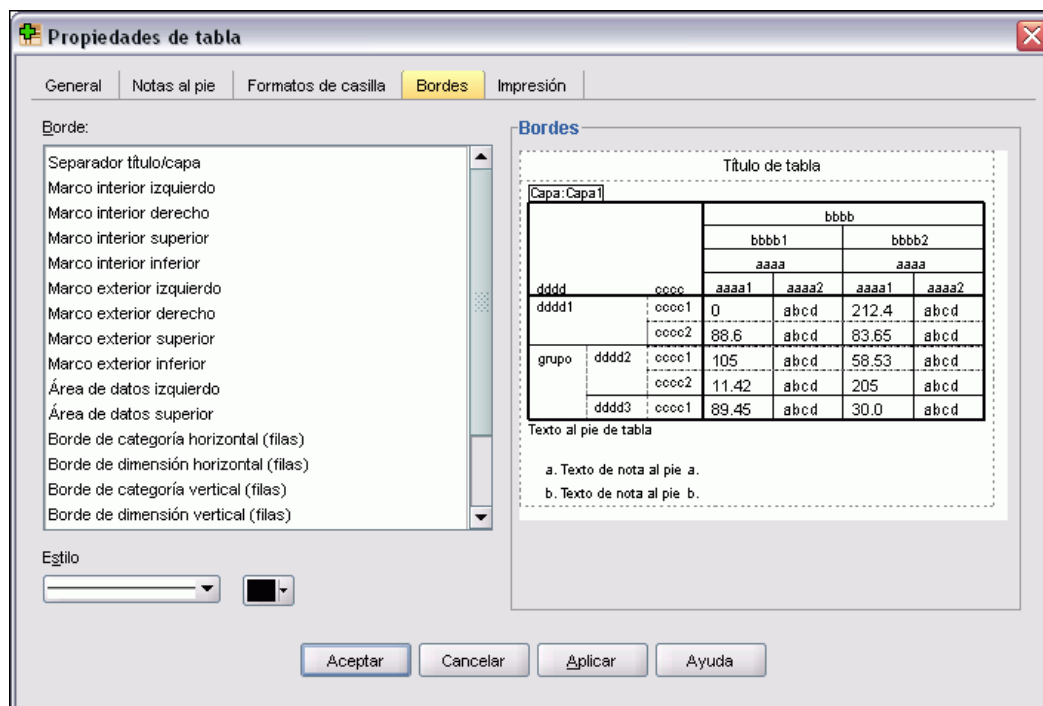 Propiedades de tabla
General Notas al pie Formatos de casilla Bordes Impresión
Borde:
Separador título/capa
Marco interior izquierdo
Marco interior derecho
Marco interior superior
Marco interior inferior
Marco exterior izquierdo
Marco exterior derecho
Marco exterior superior
Marco exterior inferior
Área de datos izquierdo
Área de datos superior
Borde de categoría horizontal (filas)
Borde de dimensión horizontal (filas)
Borde de categoría vertical (filas)
Borde de dimensión vertical (filas)
Estilo
Bordes
Título de tabla
Capa:Capa1
bbbb
bbbb1 bbbb2
aaaa aaaa
dddd cccc aaaa1 aaaa2 aaaa1 aaaa2
dddd1 cccc1 0 abcd 212.4 abcd
cccc2 88.6 abcd 83.65 abcd
grupo dddd2 cccc1 105 abcd 58.53 abcd
cccc2 11.42 abcd 205 abcd
dddd3 cccc1 89.45 abcd 30.0 abcd
Texto al pie de tabla
a. Texto de nota al pie a.
b. Texto de nota al pie b.
Aceptar Cancelar Aplicar Ayuda